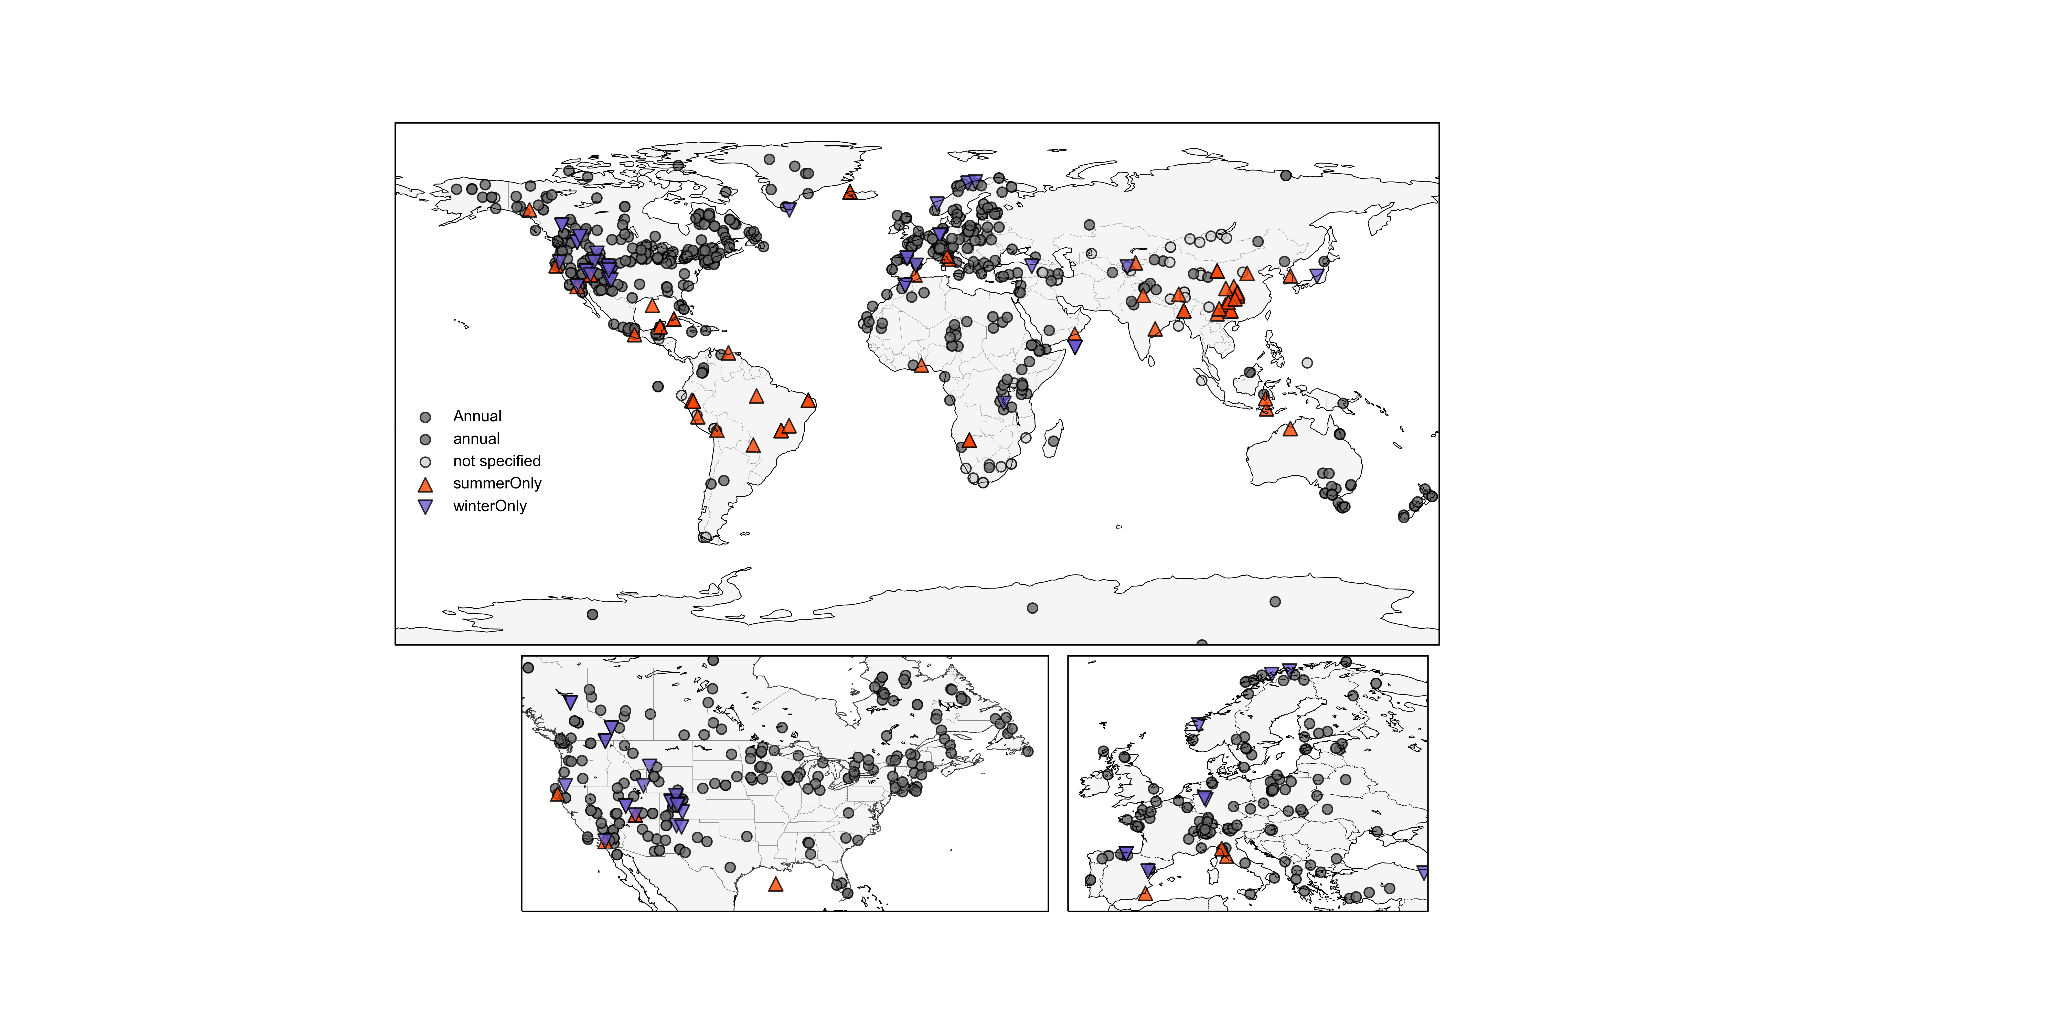 Annual
annual
not specified
summerOnly
winterOnly